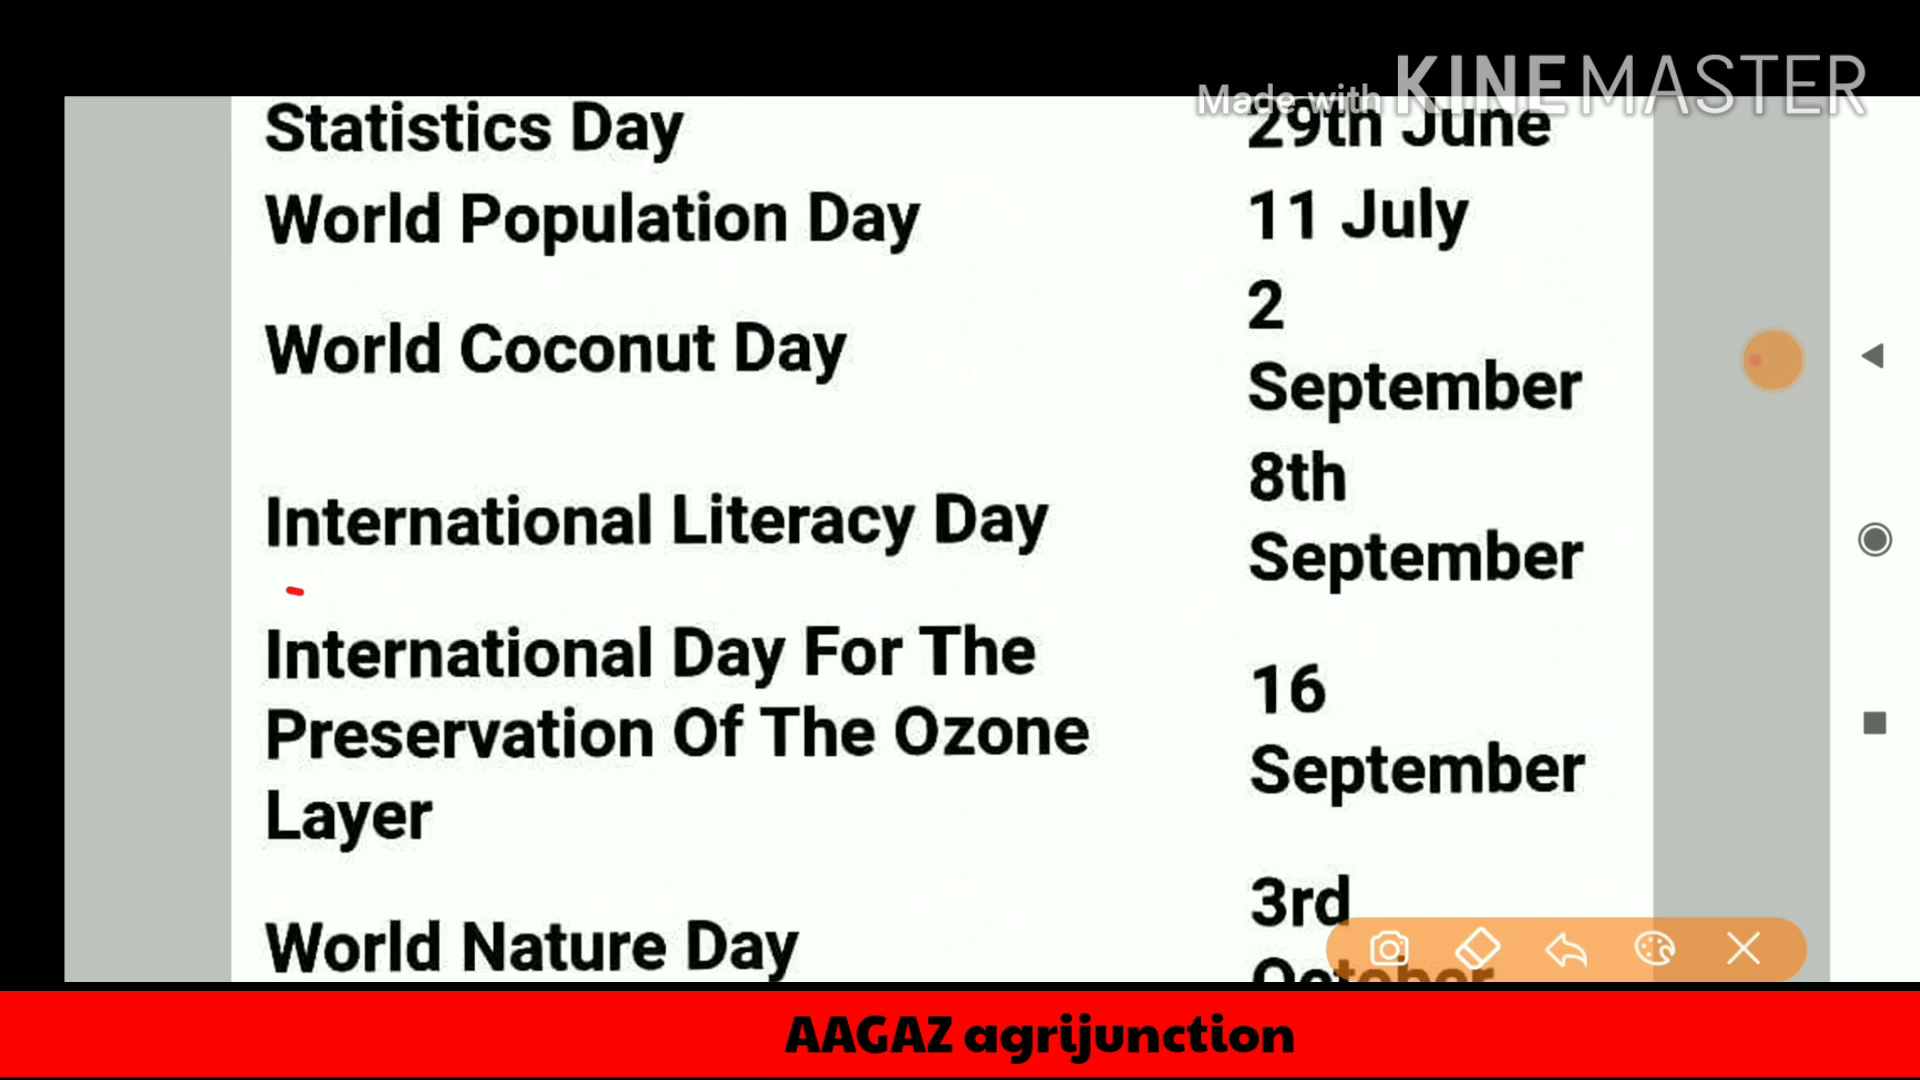 Made with KINEMASTER
Statistics Day 29th June
World Population Day 11 July
World Coconut Day 2
September
International Literacy Day 8th
September
International Day For The
Preservation Of The Ozone
Layer
16
September
World Nature Day 3rd
October
AAGAZ agrijunction